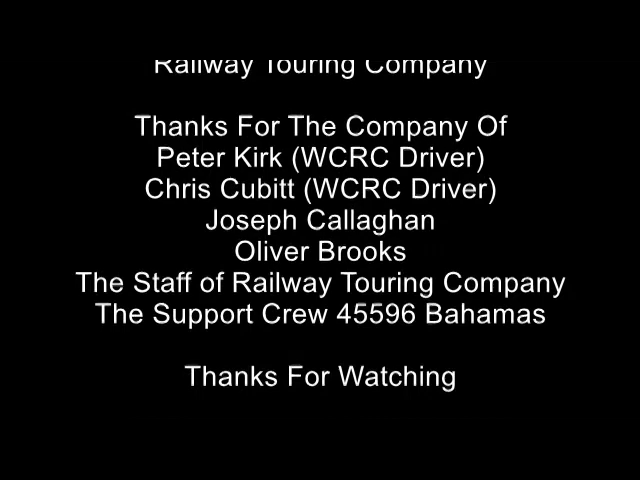 Railway Touring Company
Thanks For The Company Of
Peter Kirk (WCRC Driver)
Chris Cubitt (WCRC Driver)
Joseph Callaghan
Oliver Brooks
The Staff of Railway Touring Company
The Support Crew 45596 Bahamas
Thanks For Watching